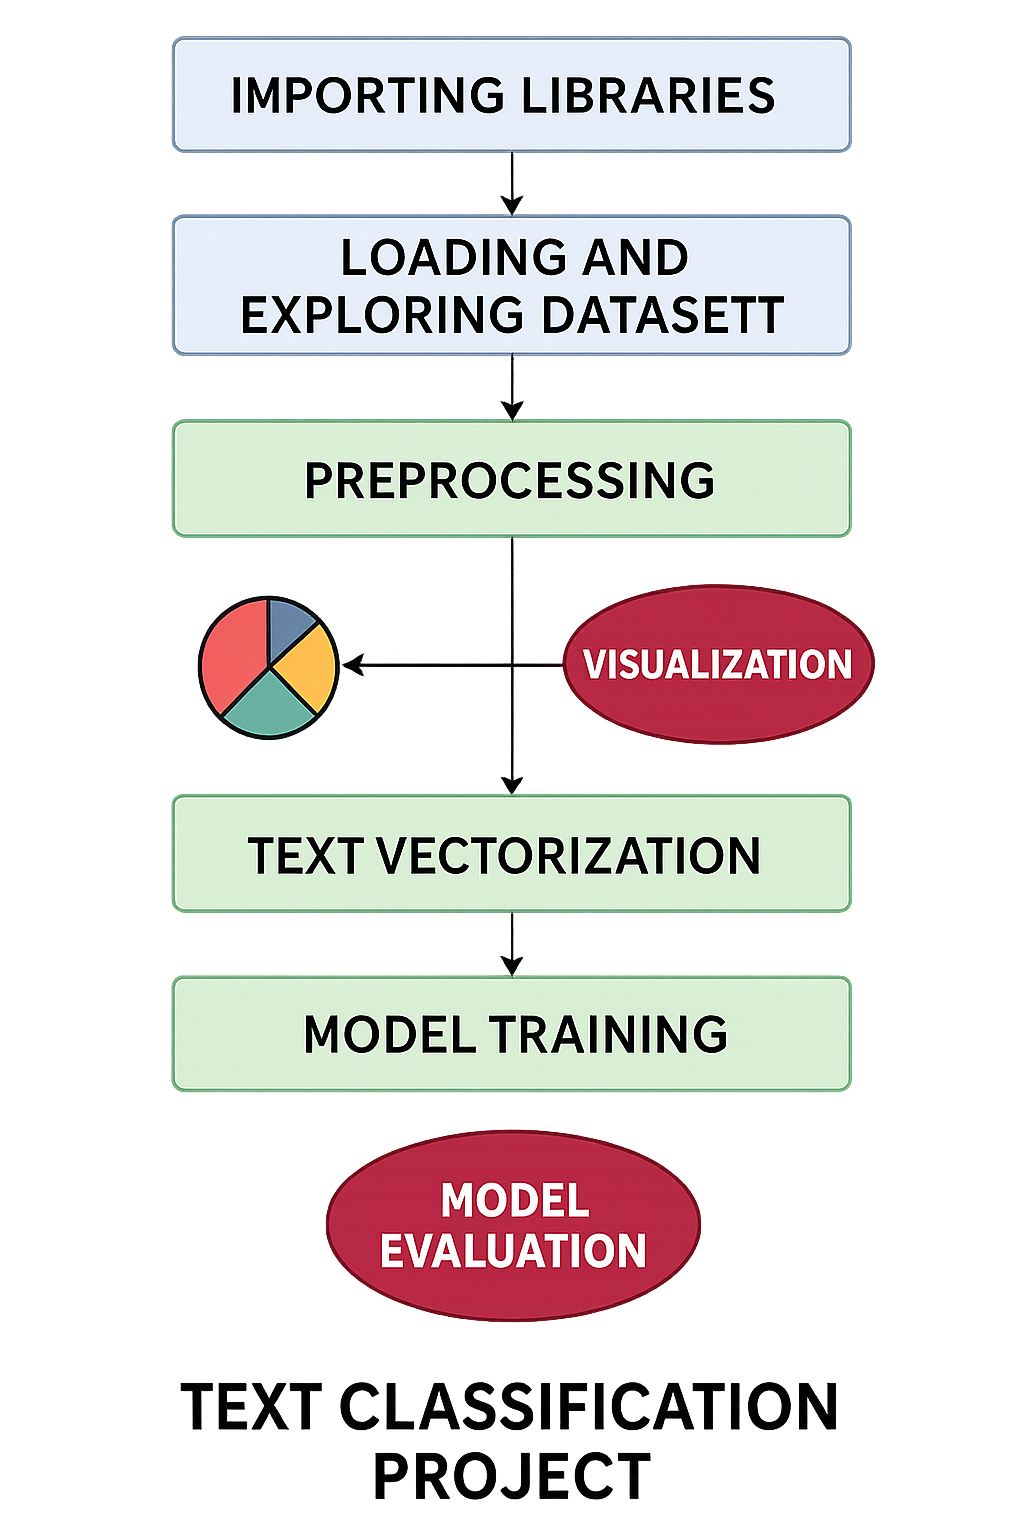 IMPORTING LIBRARIES
LOADING AND
EXPLORING DATASETT
PREPROCESSING
VISUALIZATION
TEXT VECTORIZATION
MODEL TRAINING
MODEL
EVALUATION
TEXT CLASSIFICATION
PROJECT